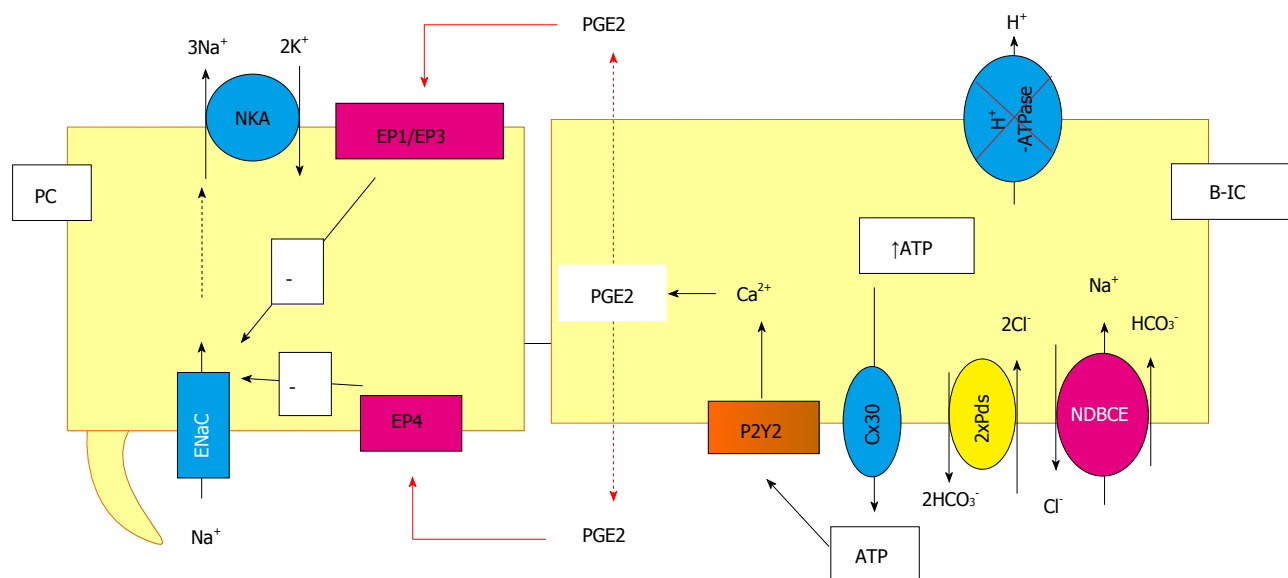 PGE2
H⁺
3Na⁺
2K⁺
NKA
EP1/EP3
H⁺
-ATPase
PC
B-IC
↑ATP
-
PGE2
Ca²⁺
Na⁺
2Cl⁻
HCO₃⁻
-
ENaC
EP4
P2Y2
Cx30
2xPds
NDBCE
2HCO₃⁻
Cl⁻
Na⁺
PGE2
ATP